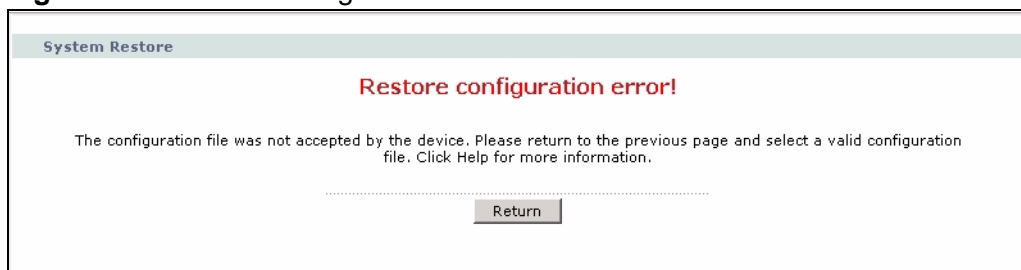 System Restore
Restore configuration error!
The configuration file was not accepted by the device. Please return to the previous page and select a valid configuration
file. Click Help for more information.
Return